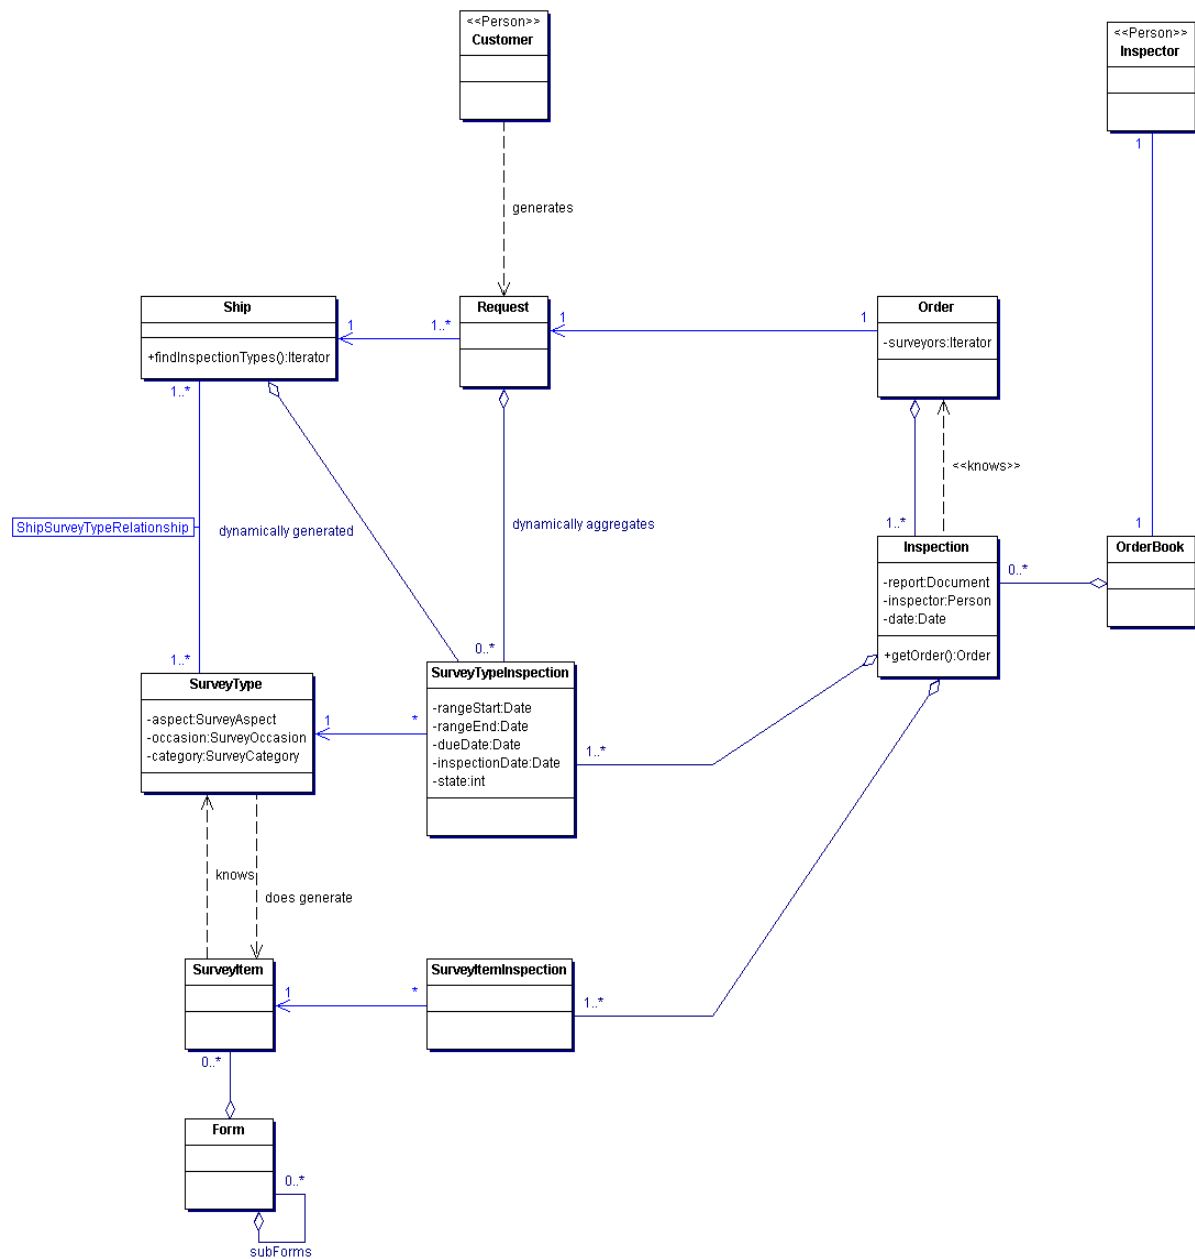 <<Person>>
Customer
<<Person>>
Inspector
1
generates
Ship
+findInspectionTypes():Iterator
1
1..*
Request
1
1
Order
-surveyors:Iterator
1..*
<<knows>>
ShipSurveyTypeRelationship
dynamically generated
dynamically aggregates
1..*
1
Inspection
-report:Document
-inspector:Person
-date:Date
+getOrder():Order
0..*
OrderBook
1..*
0..*
SurveyType
-aspect:SurveyAspect
-occasion:SurveyOccasion
-category:SurveyCategory
1
*
SurveyTypeInspection
-rangeStart:Date
-rangeEnd:Date
-dueDate:Date
-inspectionDate:Date
-state:int
1..*
knows
does generate
SurveyItem
1
*
SurveyItemInspection
1..*
0..*
Form
0..*
subForms